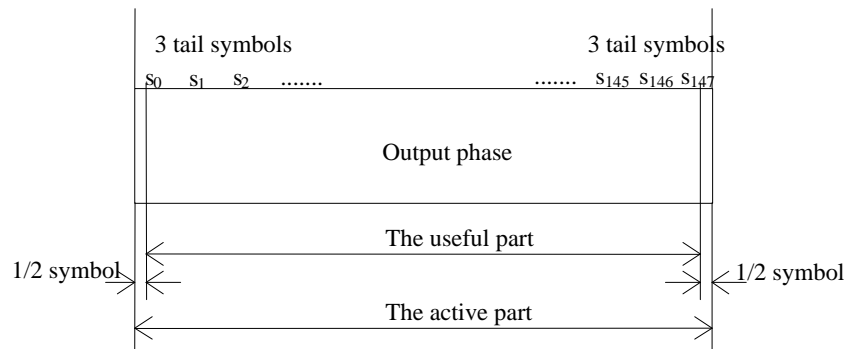 3 tail symbols 3 tail symbols
s0 s1 s2 ....... ....... s145 s146 s147
Output phase
The useful part
1/2 symbol 1/2 symbol
The active part